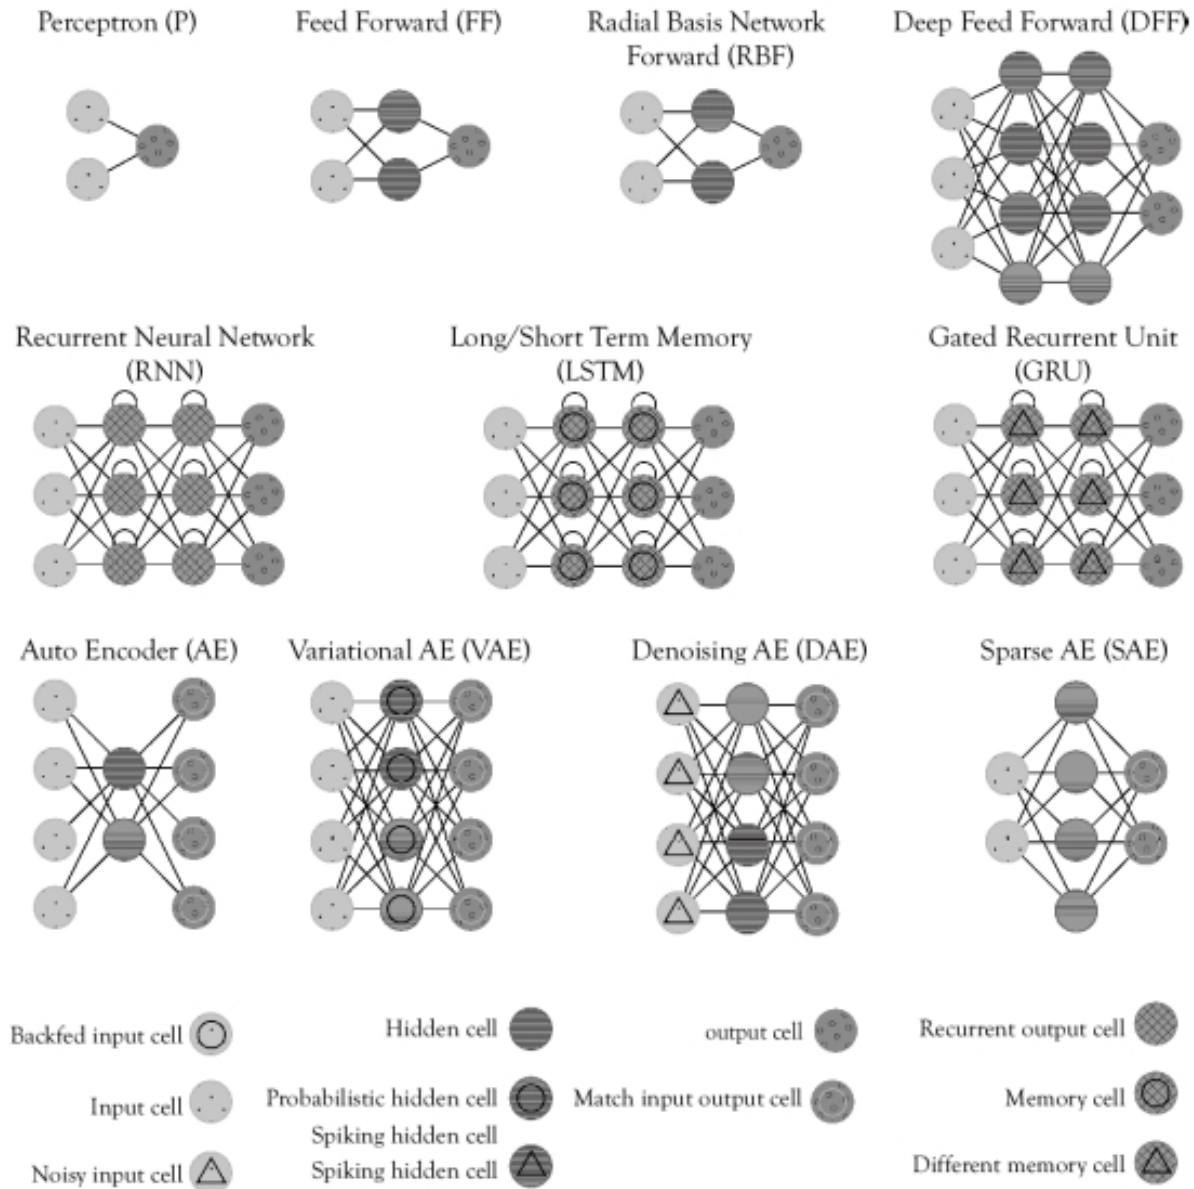 Perceptron (P)
Feed Forward (FF)
Radial Basis Network
Forward (RBF)
Deep Feed Forward (DFF)
Recurrent Neural Network
(RNN)
Long/Short Term Memory
(LSTM)
Gated Recurrent Unit
(GRU)
Auto Encoder (AE)
Variational AE (VAE)
Denoising AE (DAE)
Sparse AE (SAE)
Backfed input cell
Input cell
Noisy input cell
Hidden cell
Probabilistic hidden cell
Spiking hidden cell
Spiking hidden cell
output cell
Match input output cell
Recurrent output cell
Memory cell
Different memory cell